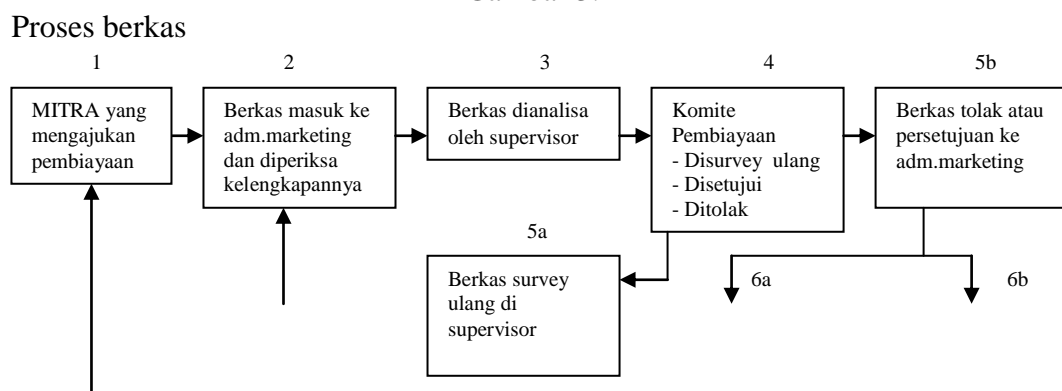 Proses berkas
1
2
3
4
5b
MITRA yang
mengajukan
pembiayaan
Berkas masuk ke
adm.marketing
dan diperiksa
kelengkapannya
Berkas dianalisa
oleh supervisor
Komite
Pembiayaan
- Disurvey ulang
- Disetujui
- Ditolak
Berkas tolak atau
persetujuan ke
adm.marketing
5a
Berkas survey
ulang di
supervisor
6a
6b